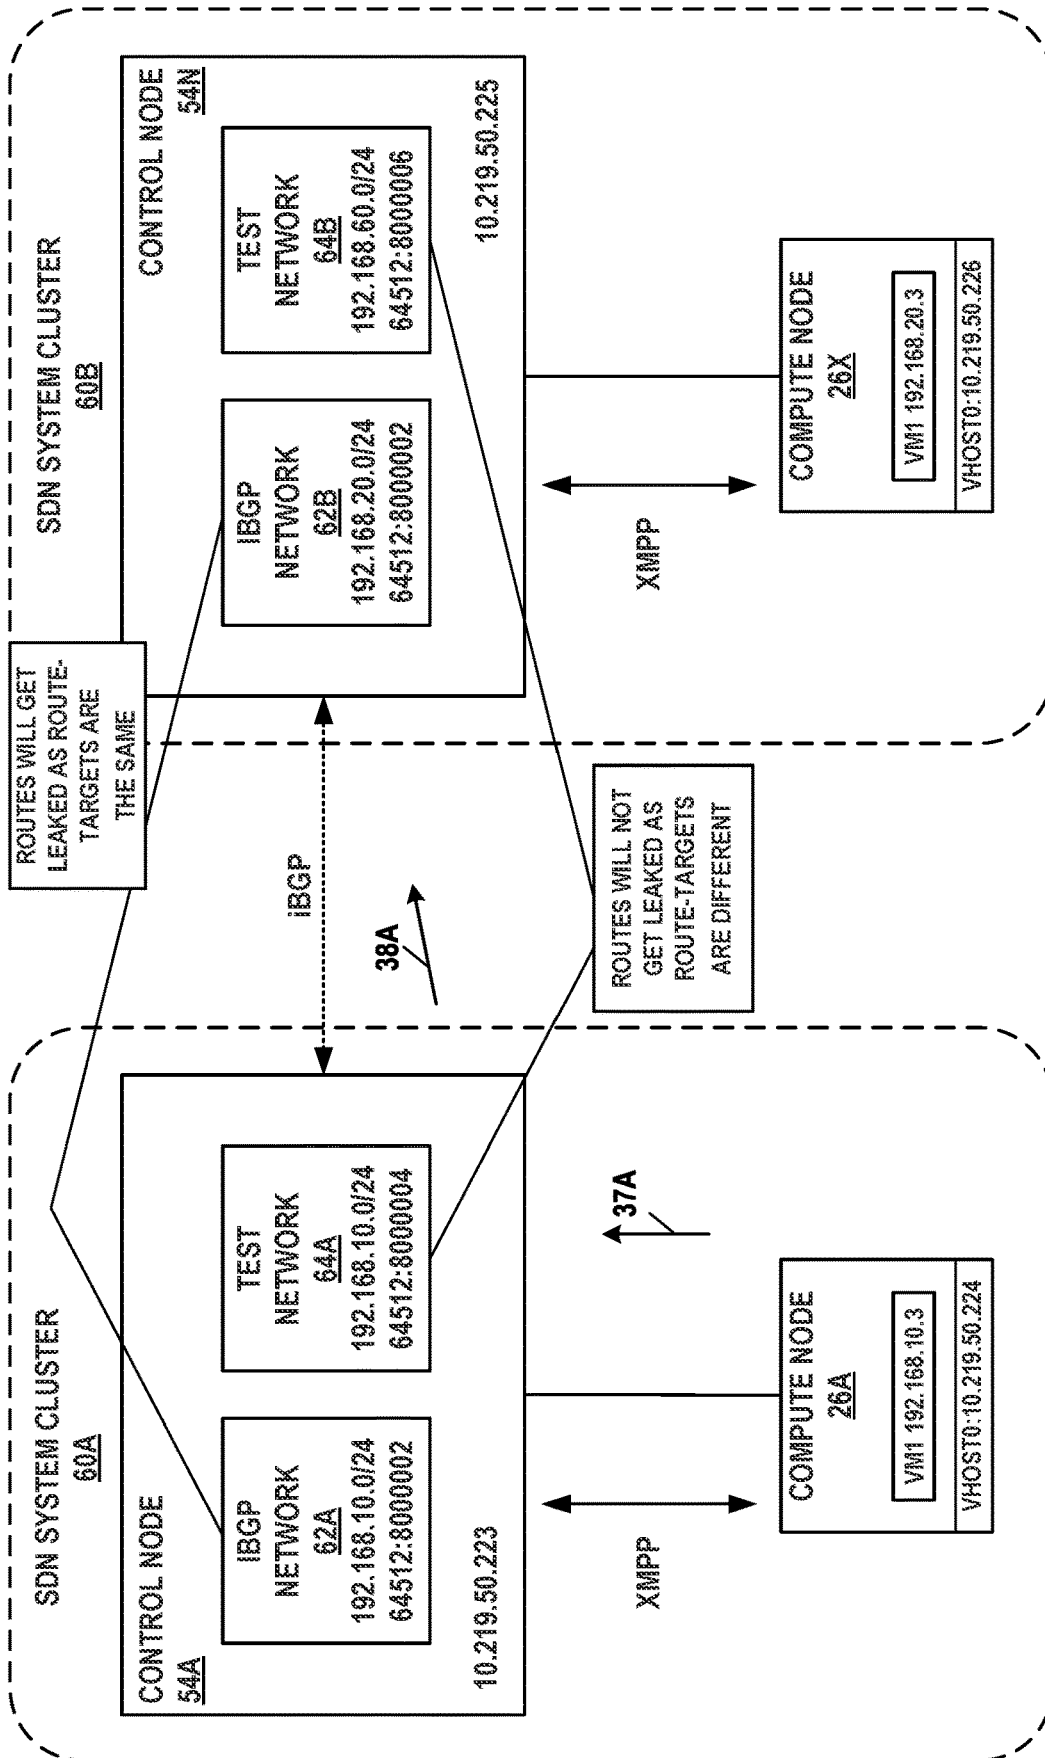 SDN SYSTEM CLUSTER
60A
CONTROL NODE
54A
iBGP
NETWORK
62A
192.168.10.0/24
64512:8000002
TEST
NETWORK
64A
192.168.10.0/24
64512:8000004
10.219.50.223
XMPP
37A
COMPUTE NODE
26A
VM1 192.168.10.3
VHOST0:10.219.50.224
ROUTES WILL GET
LEAKED AS ROUTE-
TARGETS ARE
THE SAME
iBGP
38A
ROUTES WILL NOT
GET LEAKED AS
ROUTE-TARGETS
ARE DIFFERENT
SDN SYSTEM CLUSTER
60B
CONTROL NODE
54N
iBGP
NETWORK
62B
192.168.20.0/24
64512:8000002
TEST
NETWORK
64B
192.168.60.0/24
64512:8000006
10.219.50.225
XMPP
COMPUTE NODE
26X
VM1 192.168.20.3
VHOST0:10.219.50.226